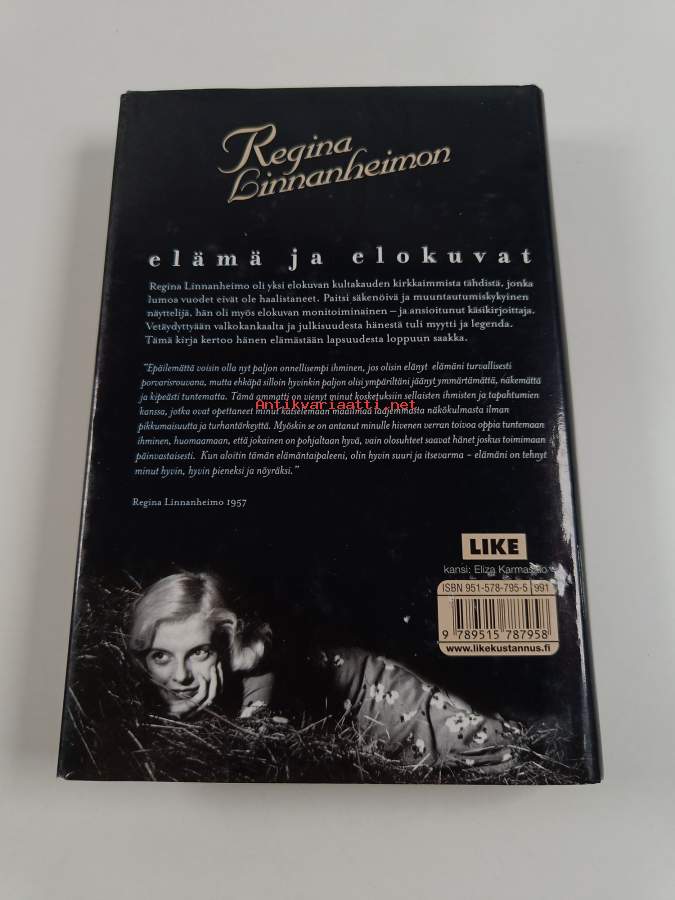 Regina
Linnanheimon
elämä ja elokuvat
Regina Linnanheimo oli yksi elokuvan kultakauden kirkkaimmista tähdistä, jonka
lumoa vuodet eivät ole haalistaneet. Paitsi säkenöivä ja muuntautumiskykyinen
näyttelijä, hän oli myös elokuvan monitoiminainen – ja ansioitunut käsikirjoittaja.
Vetäydyttyään valkokankaalta ja julkisuudesta hänestä tuli myytti ja legenda.
Tämä kirja kertoo hänen elämästään lapsuudesta loppuun saakka.
"Epäilemättä voisin olla nyt paljon onnellisempi ihminen, jos olisin elänyt elämäni turvallisesti
porvarisrouvana, mutta ehkäpä silloin hyvinkin paljon olisi ympäriltäni jäänyt ymmärtämättä, näkemättä
ja kipeästi tuntematta. Tämä ammatti on vienyt minut kosketuksiin sellaisten ihmisten ja tapahtumien
Antikvariaatti.net
kanssa, jotka ovat opettaneet minut katselemaan maailmaa laajemmasta näkökulmasta ilman
pikkumaisuutta ja turhantärkeyttä. Myöskin se on antanut minulle hivenen verran toivoa oppia tuntemaan
ihminen, huomaamaan, että jokainen on pohjaltaan hyvä, vain olosuhteet saavat hänet joskus toimimaan
päinvastaisesti. Kun aloitin tämän elämäntaipaleeni, olin hyvin suuri ja itsevarma – elämäni on tehnyt
minut hyvin, hyvin pieneksi ja nöyräksi."
Regina Linnanheimo 1957
LIKE
kansi: Eliza Karmasalo
ISBN 951-578-795-5 991
9 789515 787958
www.likekustannus.fi